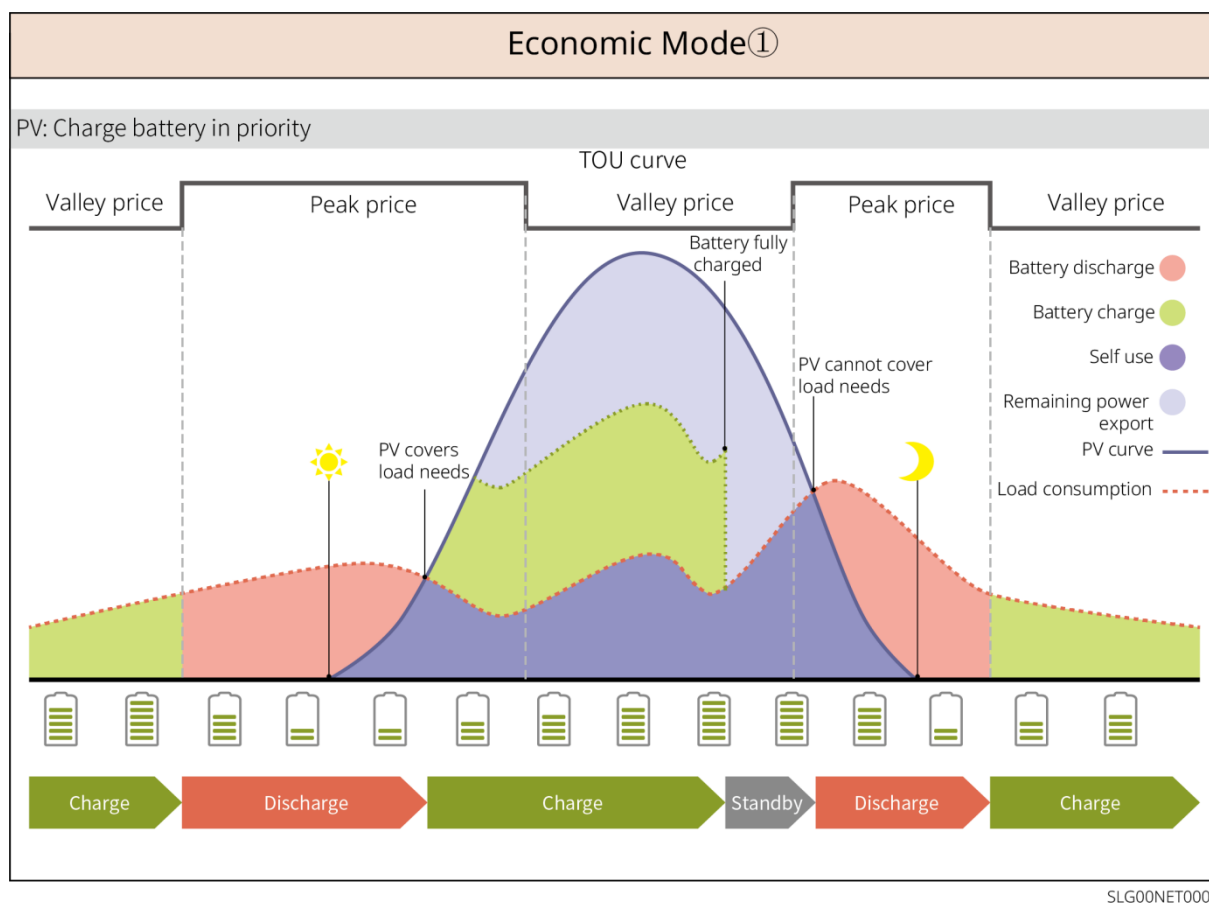 Economic Mode①
PV: Charge battery in priority
TOU curve
Valley price
Peak price
Valley price
Peak price
Valley price
Battery fully
charged
Battery discharge
Battery charge
Self use
Remaining power
export
PV curve
Load consumption
PV cannot cover
load needs
PV covers
load needs
Charge
Discharge
Charge
Standby
Discharge
Charge
SLG00NET000